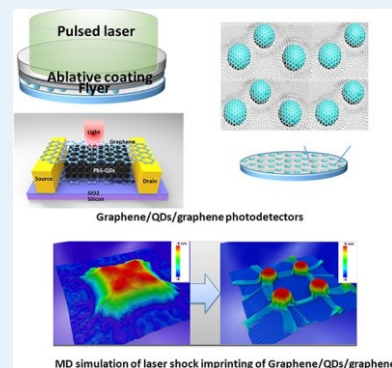 Pulsed laser
Ablative coating
Flyer
Light
Graphene
Source
PbS-QDs
Drain
Graphene
SiO2
Silicon
Graphene/QDs/graphene photodetectors
MD simulation of laser shock imprinting of Graphene/QDs/graphene